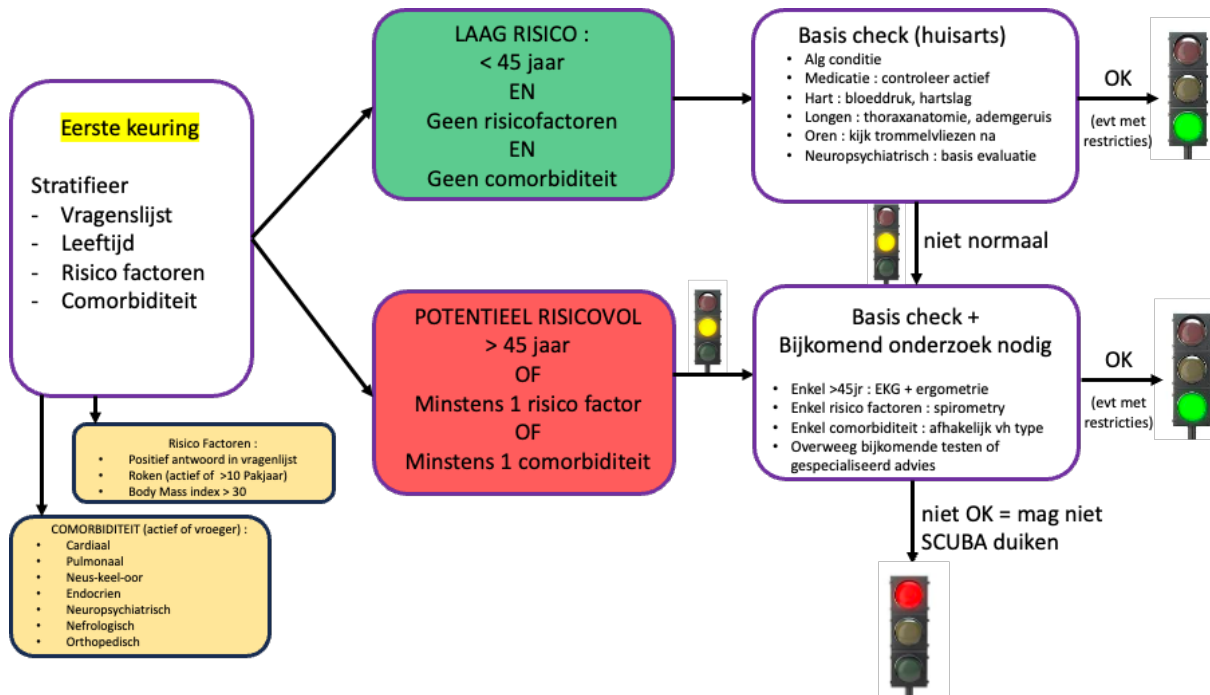 Eerste keuring
Stratifieer
- Vragenslijst
- Leeftijd
- Risico factoren
- Comorbiditeit
Risico Factoren :
• Positief antwoord in vragenlijst
• Roken (actief of >10 Pakjaar)
• Body Mass index > 30
COMORBIDITEIT (actief of vroeger) :
• Cardiaal
• Pulmonaal
• Neus-keel-oor
• Endocrien
• Neuropsychiatrisch
• Nefrologisch
• Orthopedisch
LAAG RISICO :
< 45 jaar
EN
Geen risicofactoren
EN
Geen comorbiditeit
POTENTIEEL RISICOVOL
> 45 jaar
OF
Minstens 1 risico factor
OF
Minstens 1 comorbiditeit
Basis check (huisarts)
• Alg conditie
• Medicatie : controleer actief
• Hart : bloeddruk, hartslag
• Longen : thoraxanatomie, ademgeruis
• Oren : kijk trommelvliezen na
• Neuropsychiatrisch : basis evaluatie
OK
(evt met
restricties)
niet normaal
Basis check +
Bijkomend onderzoek nodig
• Enkel >45jr : EKG + ergometrie
• Enkel risico factoren : spirometry
• Enkel comorbiditeit : afhakelijk vh type
• Overweeg bijkomende testen of
gespecialiseerd advies
OK
(evt met
restricties)
niet OK = mag niet
SCUBA duiken